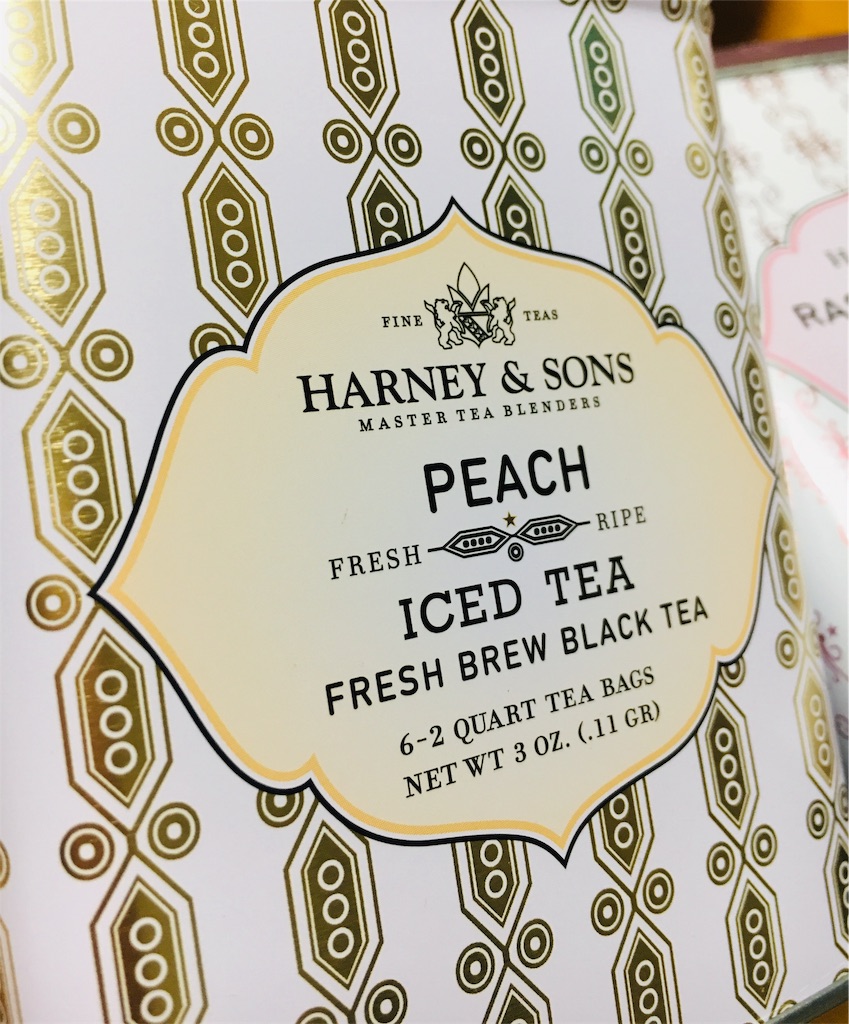 FINE TEAS
HARNEY & SONS
MASTER TEA BLENDERS
PEACH
FRESH RIPE
ICED TEA
FRESH BREW BLACK TEA
6-2 QUART TEA BAGS
NET WT 3 OZ. (.11 GR)